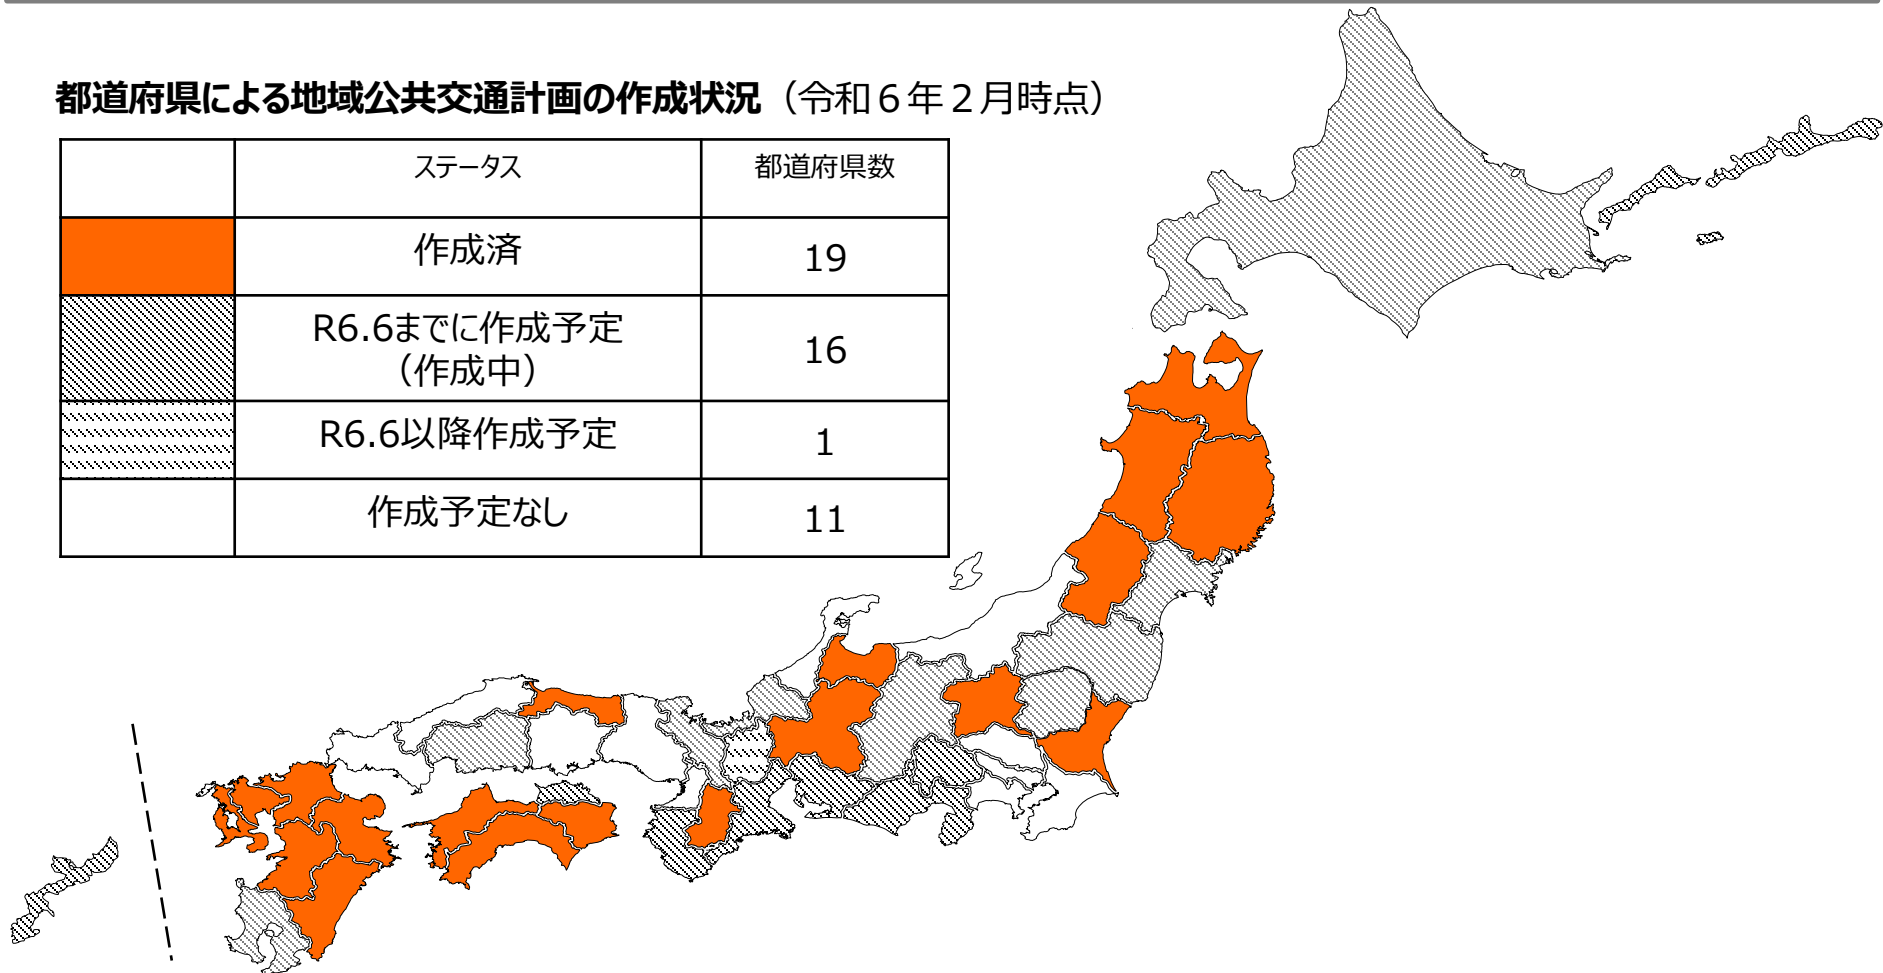 都道府県による地域公共交通計画の作成状況（令和６年２月時点）
ステータス 都道府県数
作成済 19
R6.6までに作成予定
（作成中） 16
R6.6以降作成予定 1
作成予定なし 11